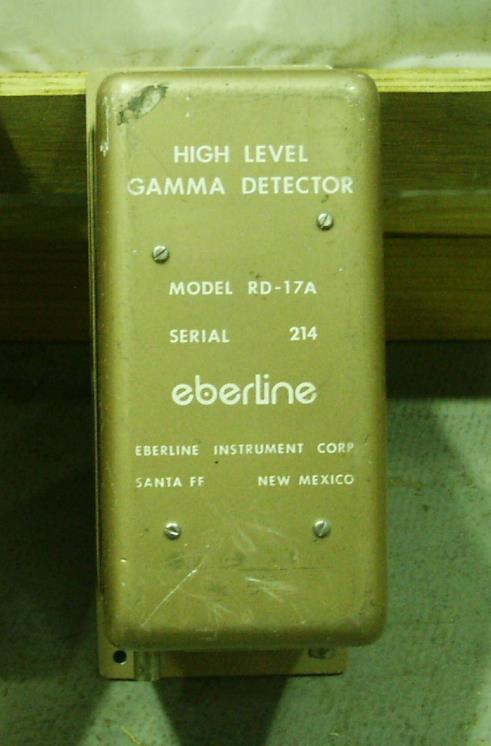 HIGH LEVEL
GAMMA DETECTOR
MODEL RD-17A
SERIAL 214
eberline
EBERLINE INSTRUMENT CORP
SANTA FE NEW MEXICO